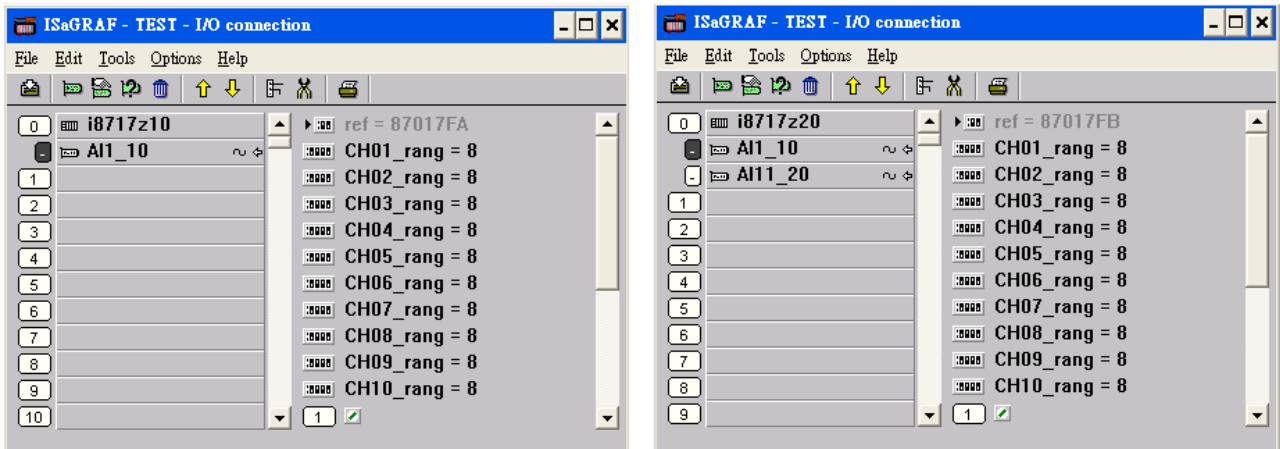 ISaGRAF - TEST - I/O connection
File Edit Tools Options Help
0 i8717z10
- AI1_10
1
2
3
4
5
6
7
8
9
10
ref = 87017FA
CH01_rang = 8
CH02_rang = 8
CH03_rang = 8
CH04_rang = 8
CH05_rang = 8
CH06_rang = 8
CH07_rang = 8
CH08_rang = 8
CH09_rang = 8
CH10_rang = 8
1
ISaGRAF - TEST - I/O connection
File Edit Tools Options Help
0 i8717z20
- AI1_10
- AI11_20
1
2
3
4
5
6
7
8
9
ref = 87017FB
CH01_rang = 8
CH02_rang = 8
CH03_rang = 8
CH04_rang = 8
CH05_rang = 8
CH06_rang = 8
CH07_rang = 8
CH08_rang = 8
CH09_rang = 8
CH10_rang = 8
1